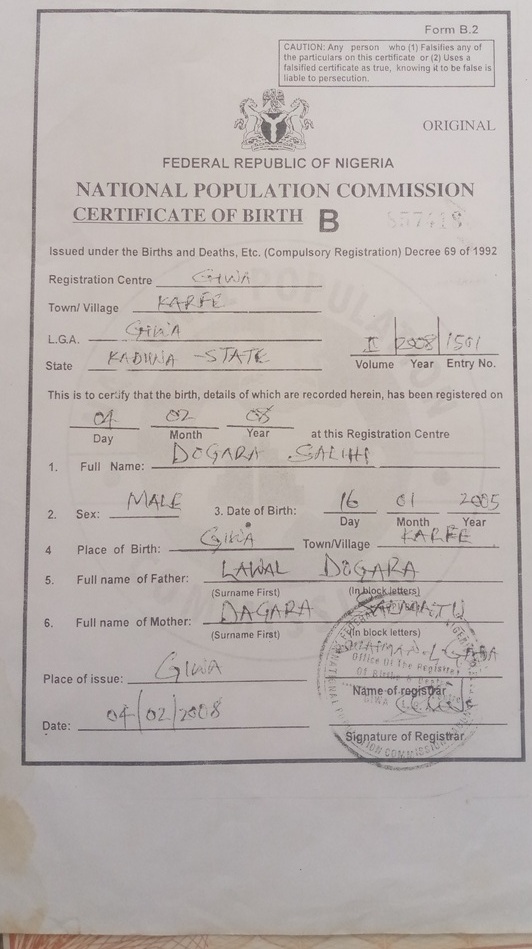 Form B.2
CAUTION: Any person who (1) Falsifies any of
the particulars on this certificate or (2) Uses a
falsified certificate as true, knowing it to be false is
liable to persecution.
ORIGINAL
FEDERAL REPUBLIC OF NIGERIA
NATIONAL POPULATION COMMISSION
CERTIFICATE OF BIRTH B
Issued under the Births and Deaths, Etc. (Compulsory Registration) Decree 69 of 1992
Registration Centre GIWA
Town/ Village KARFE
L.G.A. GIWA
State KADUNA - STATE
II 2008 1501
Volume Year Entry No.
This is to certify that the birth, details of which are recorded herein, has been registered on
04 02 08
Day Month Year at this Registration Centre
1. Full Name: DOGARA SALIHI
2. Sex: MALE 3. Date of Birth: 16 01 2005
Day Month Year
4 Place of Birth: GIWA Town/Village KARFE
5. Full name of Father: LAWAL DOGARA
(Surname First) (In block letters)
6. Full name of Mother: DAGARA
(Surname First) (In block letters)
Office Of the Registrar
Place of issue: GIWA
Name of registrar
Date: 04/02/2008
Signature of Registrar